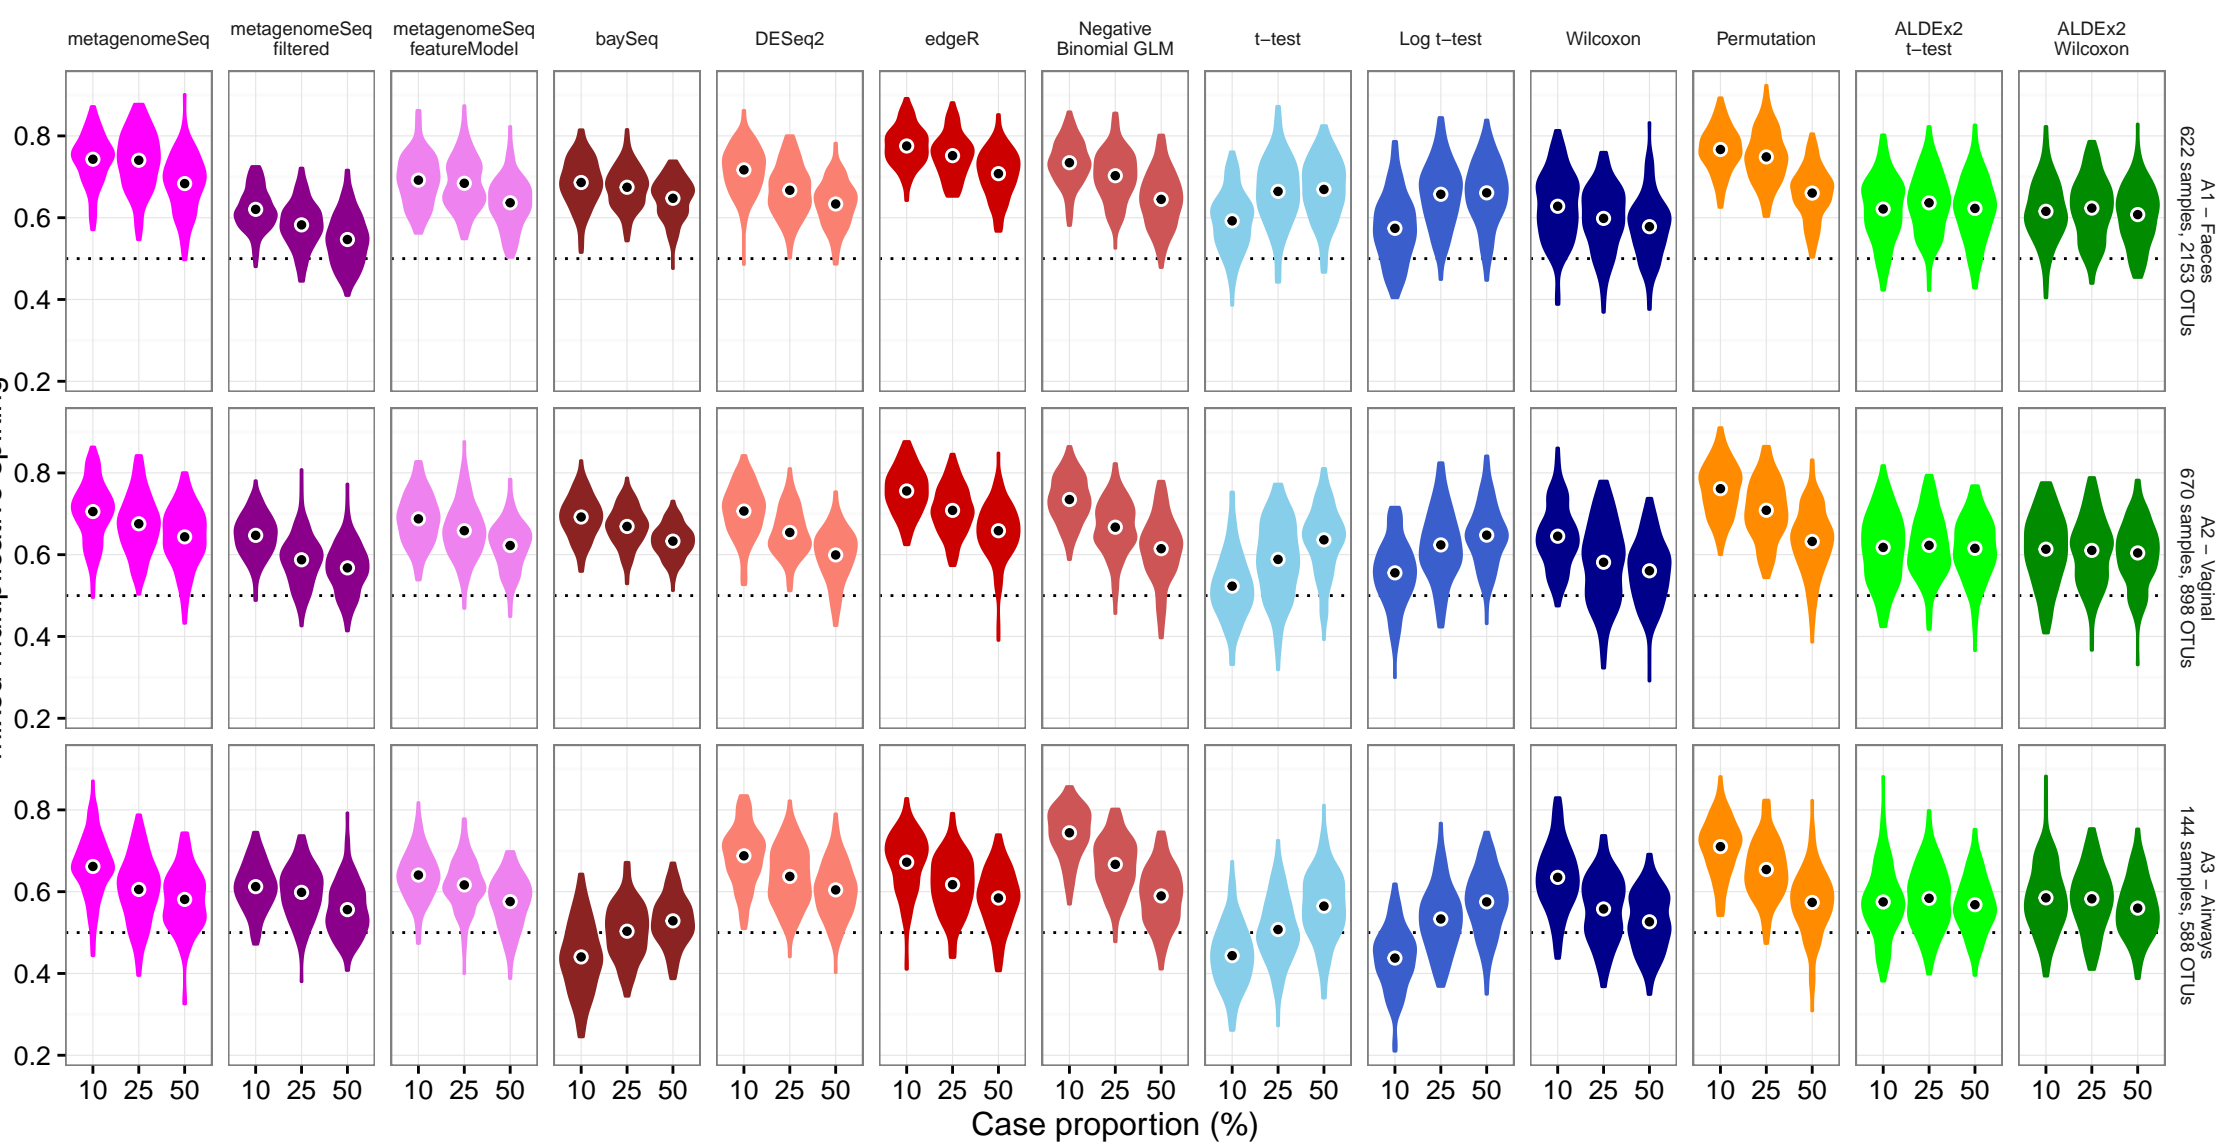 metagenomeSeq
metagenomeSeq
filtered
metagenomeSeq
featureModel
baySeq
DESeq2
edgeR
Negative
Binomial GLM
t−test
Log t−test
Wilcoxon
Permutation
ALDEx2
t−test
ALDEx2
Wilcoxon
0.8
0.6
0.4
0.2
A1 − Faeces
622 samples, 2153 OTUs
0.8
0.6
0.4
0.2
A2 − Vaginal
670 samples, 898 OTUs
0.8
0.6
0.4
0.2
A3 − Airways
144 samples, 588 OTUs
10 25 50
10 25 50
10 25 50
10 25 50
10 25 50
10 25 50
10 25 50
10 25 50
10 25 50
10 25 50
10 25 50
10 25 50
10 25 50
Case proportion (%)